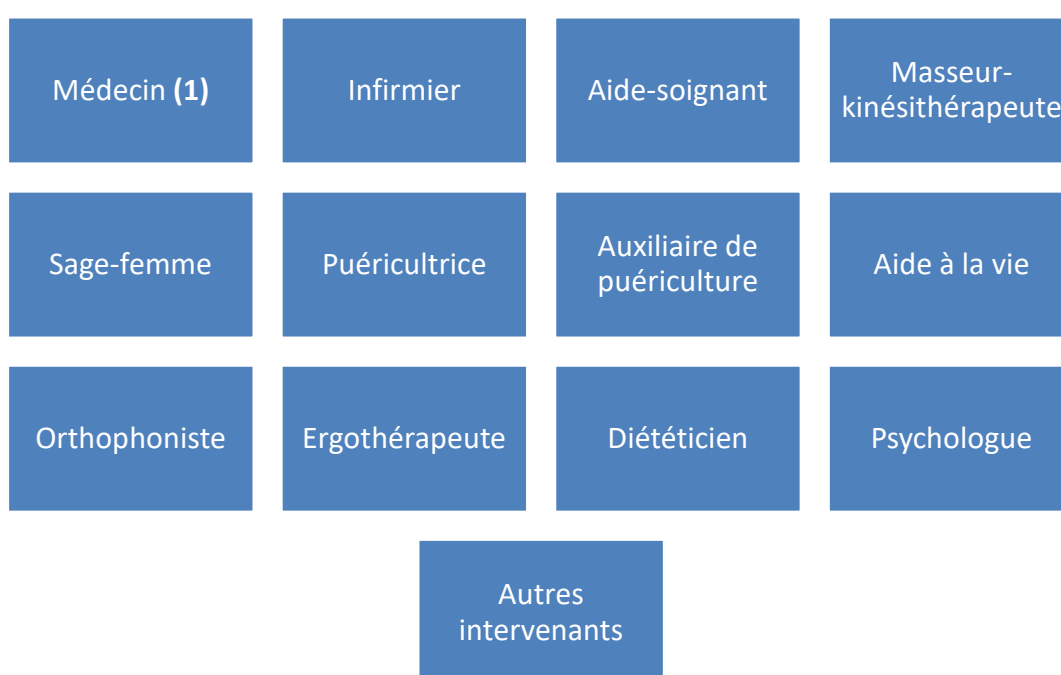 Médecin (1)
Infirmier
Aide-soignant
Masseur-
kinésithérapeute
Sage-femme
Puéricultrice
Auxiliaire de
puériculture
Aide à la vie
Orthophoniste
Ergothérapeute
Diététicien
Psychologue
Autres
intervenants